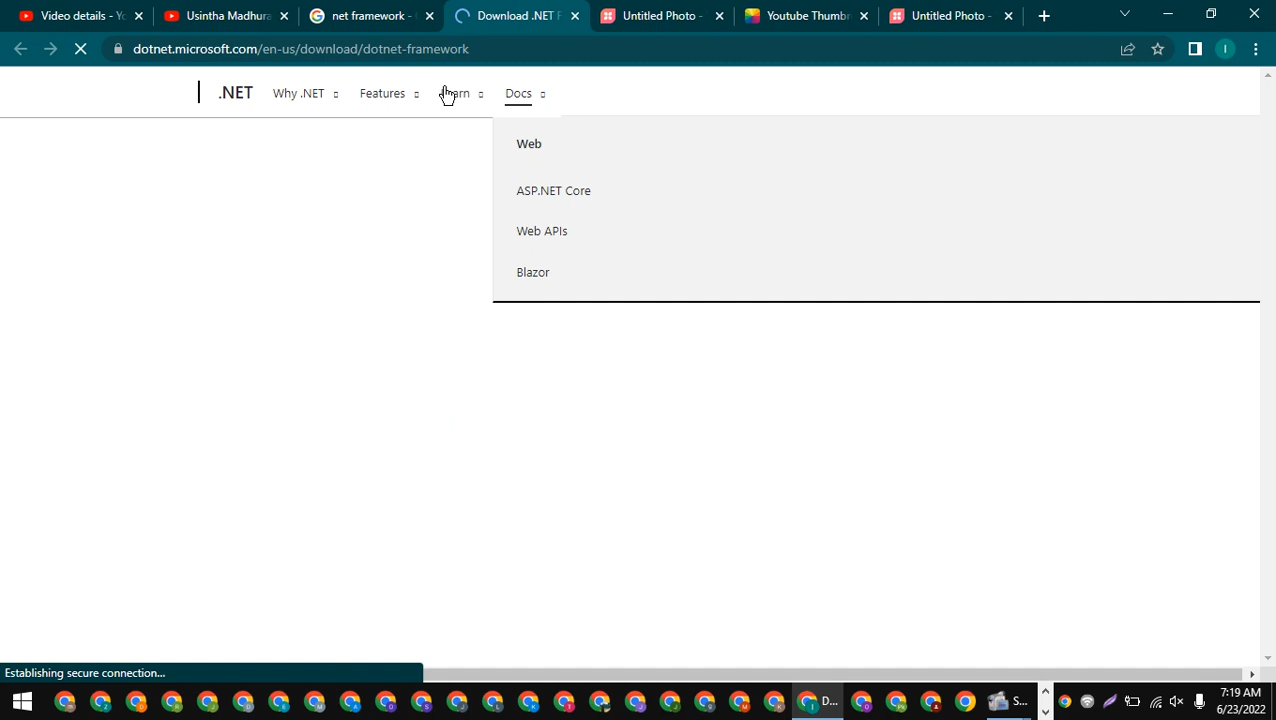 Video details - Yo
Usintha Madhura
net framework -
Download .NET F
Untitled Photo -
Youtube Thumbn
Untitled Photo -
dotnet.microsoft.com/en-us/download/dotnet-framework
I
.NET
Why .NET
Features
Docs
Web
ASP.NET Core
Web APIs
Blazor
Establishing secure connection...
D...
S...
7:19 AM
6/23/2022